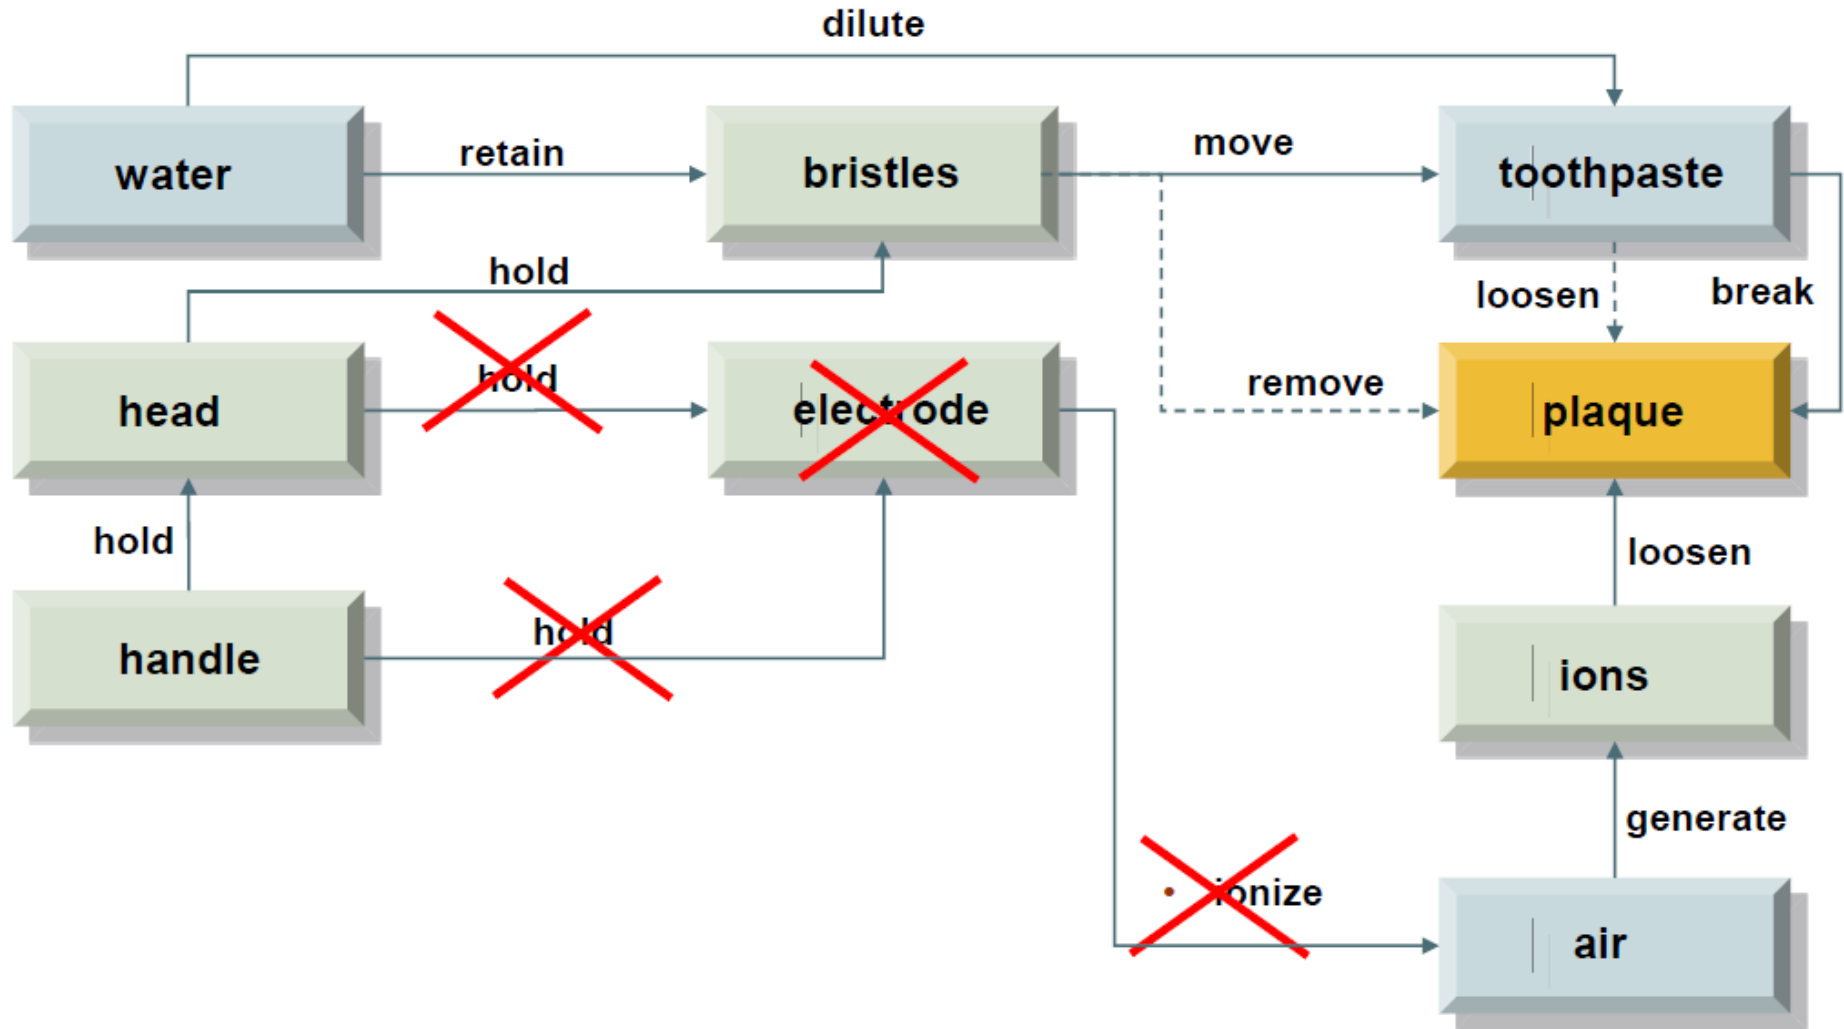 dilute
water
retain
bristles
move
toothpaste
hold
loosen
break
head
hold
electrode
remove
plaque
hold
loosen
handle
hold
ions
generate
• ionize
air